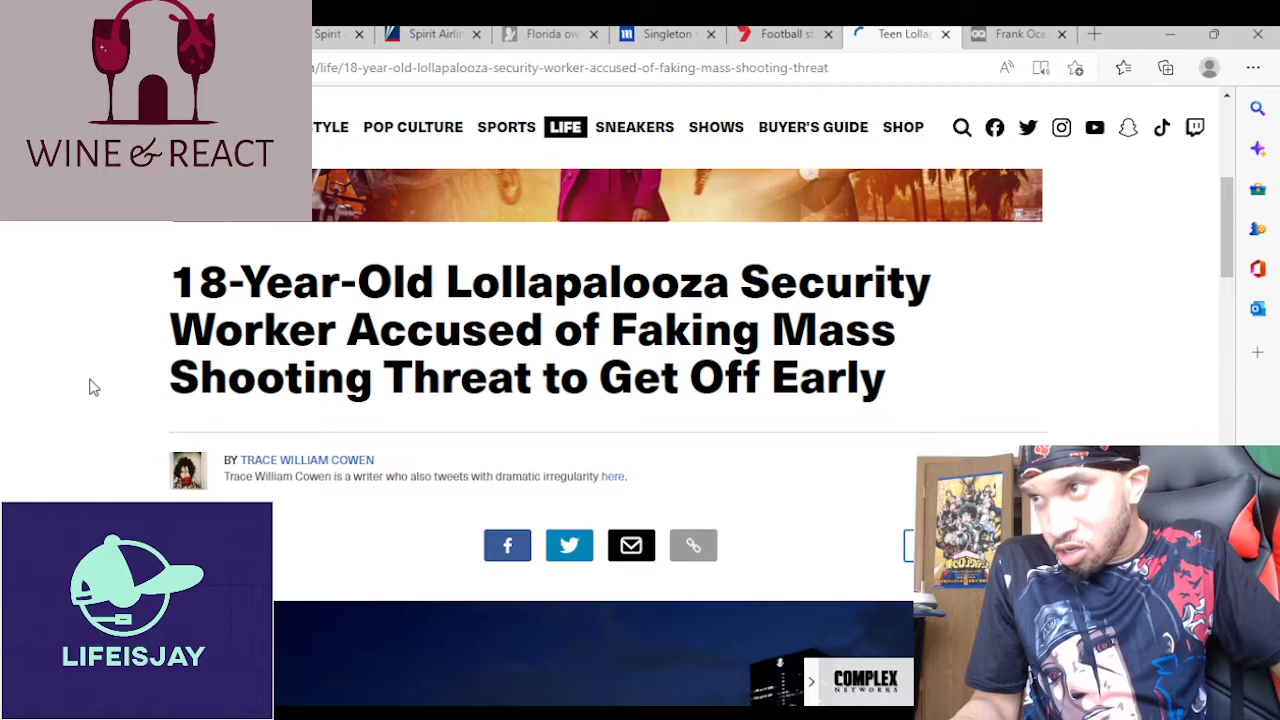 Spirit
Spirit Airlin
Florida ow
Singleton
Football st
Teen Lollap
Frank Oce
/life/18-year-old-lollapalooza-security-worker-accused-of-faking-mass-shooting-threat
WINE & REACT
TYLE POP CULTURE SPORTS LIFE SNEAKERS SHOWS BUYER'S GUIDE SHOP
18-Year-Old Lollapalooza Security
Worker Accused of Faking Mass
Shooting Threat to Get Off Early
BY TRACE WILLIAM COWEN
Trace William Cowen is a writer who also tweets with dramatic irregularity here.
LIFEISJAY
COMPLEX
NETWORKS